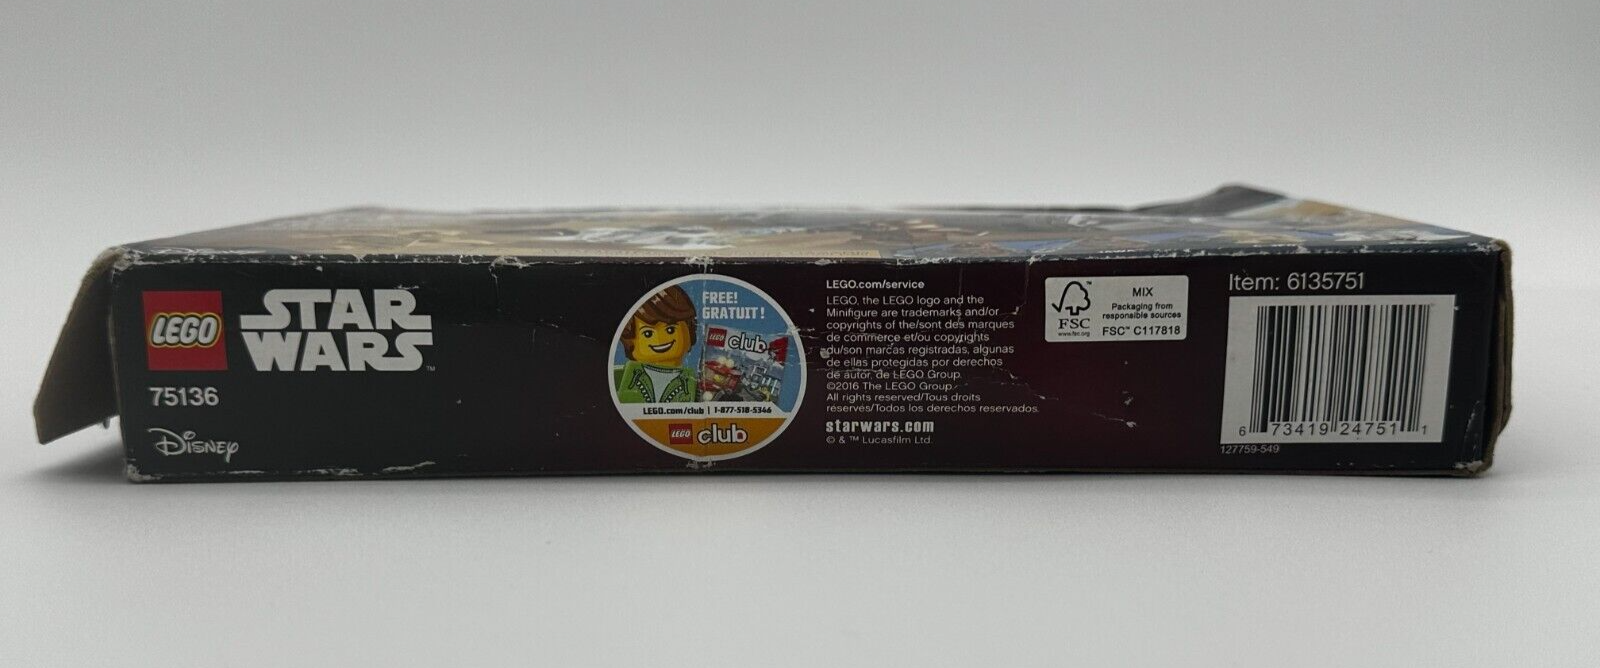 LEGO
STAR
WARS™
75136
Disney
FREE!
GRATUIT!
LEGO club
LEGO.com/club | 1-877-518-5346
LEGO club
LEGO.com/service
LEGO, the LEGO logo and the
Minifigure are trademarks and/or
copyrights of the/sont des marques
de commerce et/ou copyrights
du/son marcas registradas, algunas
de ellas protegidas por derechos
de autor, de LEGO Group.
©2016 The LEGO Group.
All rights reserved/Tous droits
réservés/Todos los derechos reservados.
starwars.com
© & ™ Lucasfilm Ltd.
FSC
www.fsc.org
MIX
Packaging from
responsible sources
FSC™ C117818
Item: 6135751
6 73419 24751 1
127759-549